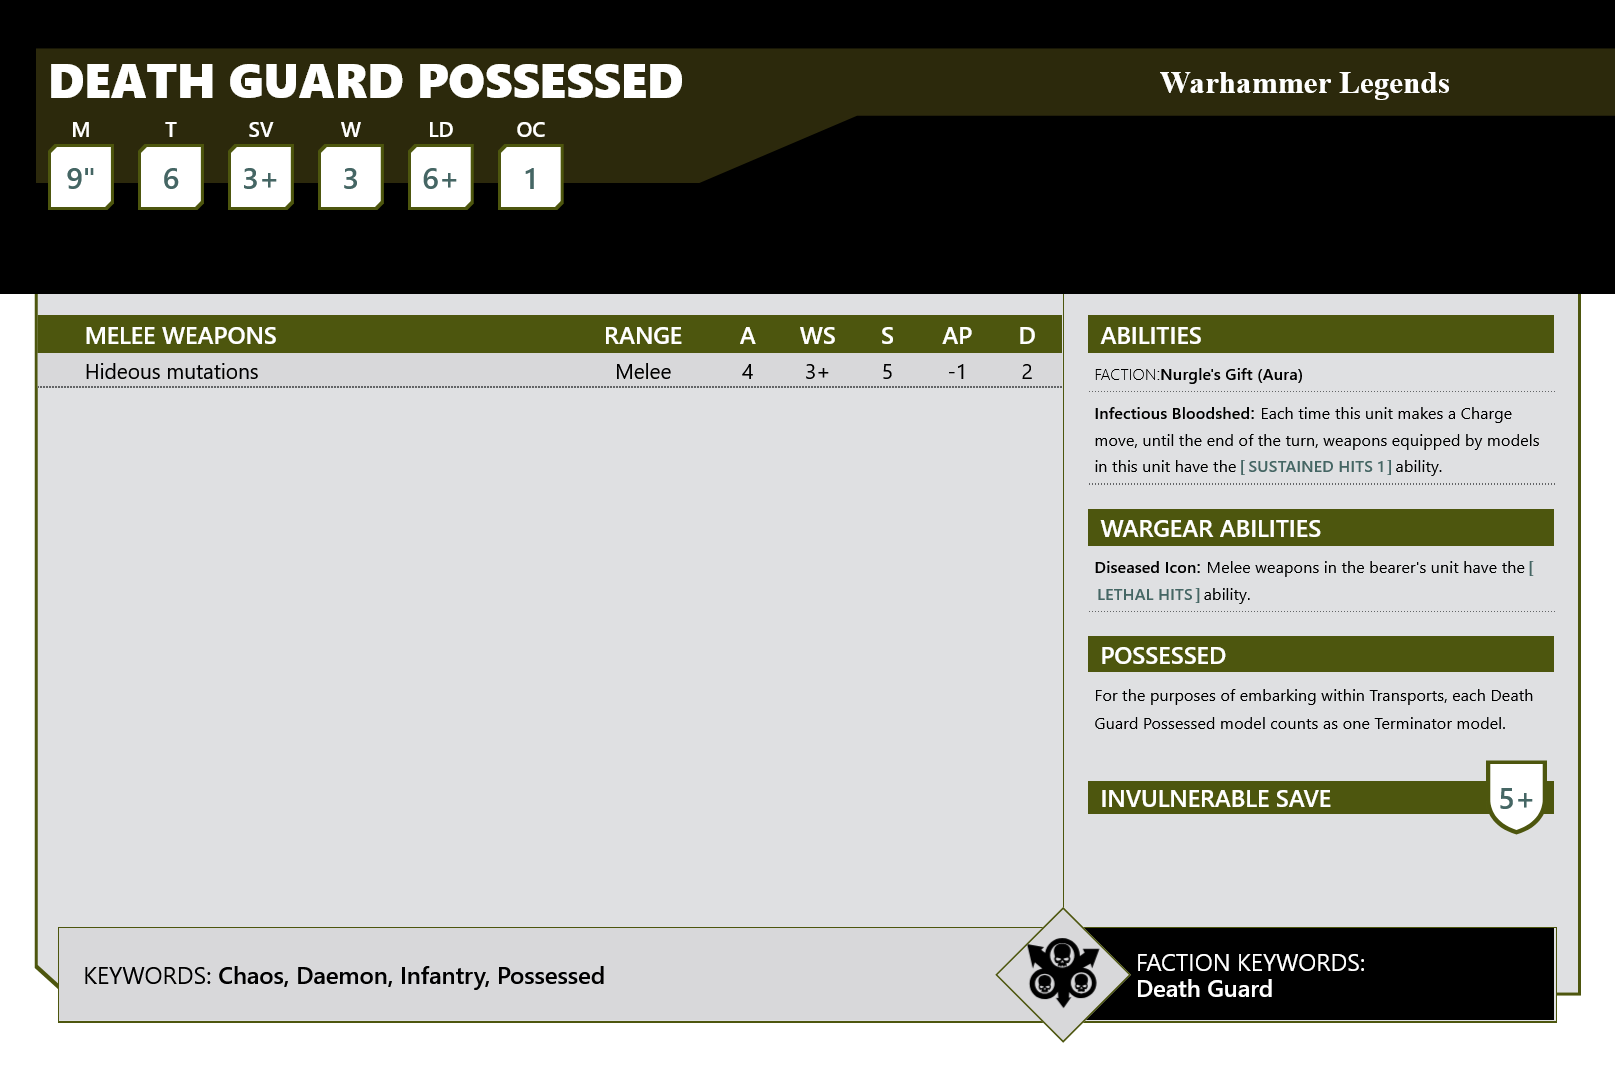 DEATH GUARD POSSESSED
Warhammer Legends
M T SV W LD OC
9" 6 3+ 3 6+ 1
MELEE WEAPONS RANGE A WS S AP D
Hideous mutations Melee 4 3+ 5 -1 2
ABILITIES
FACTION:Nurgle's Gift (Aura)
Infectious Bloodshed: Each time this unit makes a Charge
move, until the end of the turn, weapons equipped by models
in this unit have the [ SUSTAINED HITS 1 ] ability.
WARGEAR ABILITIES
Diseased Icon: Melee weapons in the bearer's unit have the [
LETHAL HITS ] ability.
POSSESSED
For the purposes of embarking within Transports, each Death
Guard Possessed model counts as one Terminator model.
INVULNERABLE SAVE 5+
KEYWORDS: Chaos, Daemon, Infantry, Possessed
FACTION KEYWORDS:
Death Guard